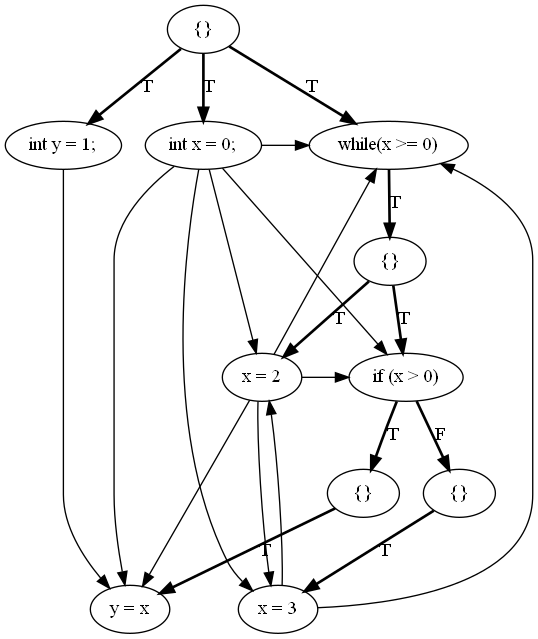 {}
T
T
T
int y = 1;
int x = 0;
while(x >= 0)
T
{}
T
T
x = 2
if (x > 0)
T
F
{}
{}
T
T
y = x
x = 3